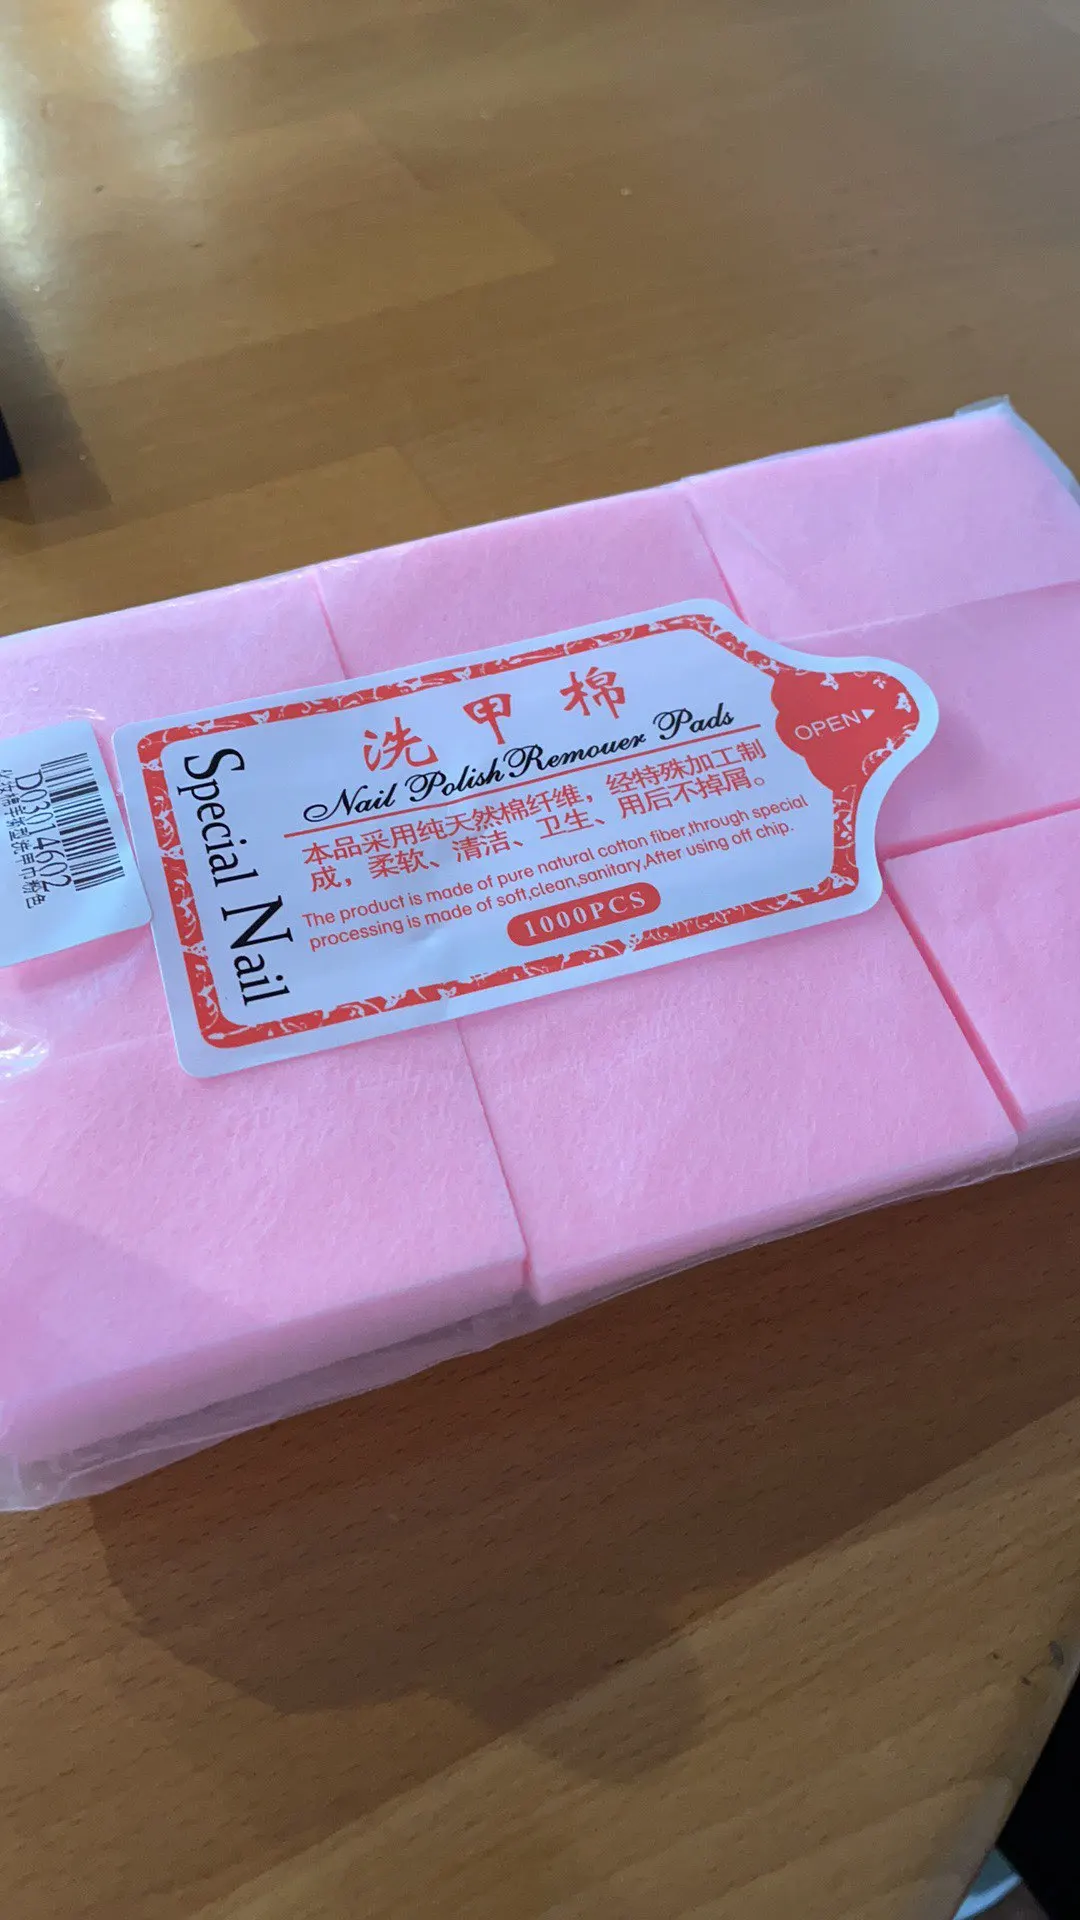 洗甲棉
Nail Polish Remouer Pads
本品采用纯天然棉纤维，经特殊加工制
成，柔软、清洁、卫生、用后不掉屑。
The product is made of pure natural cotton fiber,through special
processing is made of soft,clean,sanitary,After using off chip.
1000PCS
Special Nail
OPEN
D03014602